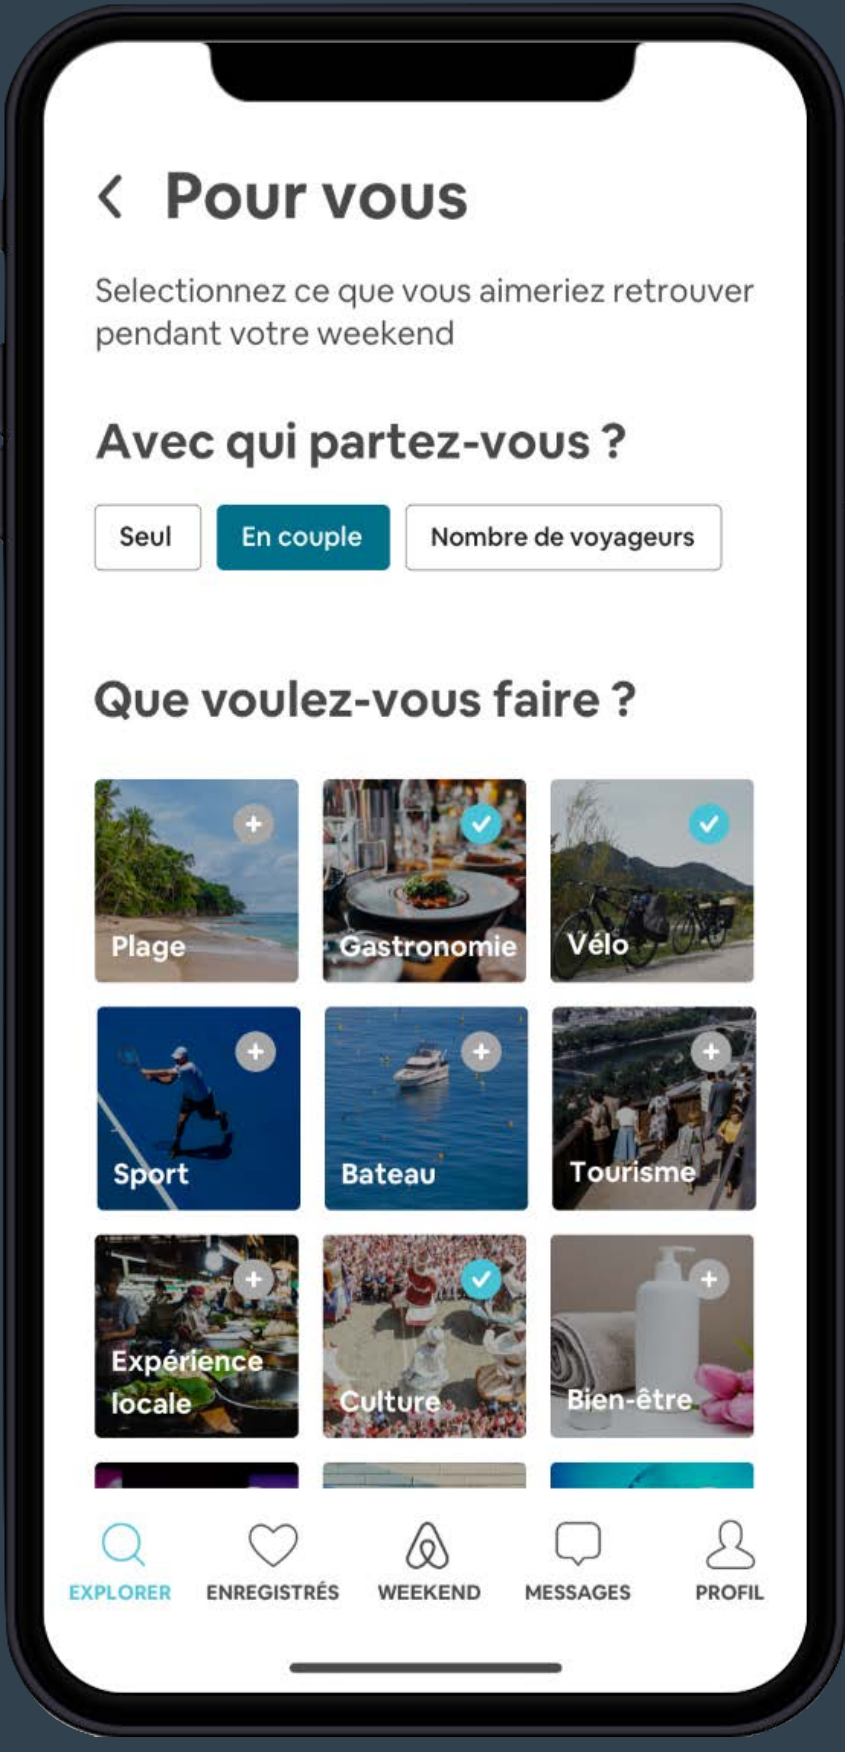 Pour vous
Selectionnez ce que vous aimeriez retrouver
pendant votre weekend
Avec qui partez-vous ?
Seul
En couple
Nombre de voyageurs
Que voulez-vous faire ?
Plage
Gastronomie
Vélo
Sport
Bateau
Tourisme
Expérience
locale
Culture
Bien-être
EXPLORER
ENREGISTRÉS
WEEKEND
MESSAGES
PROFIL